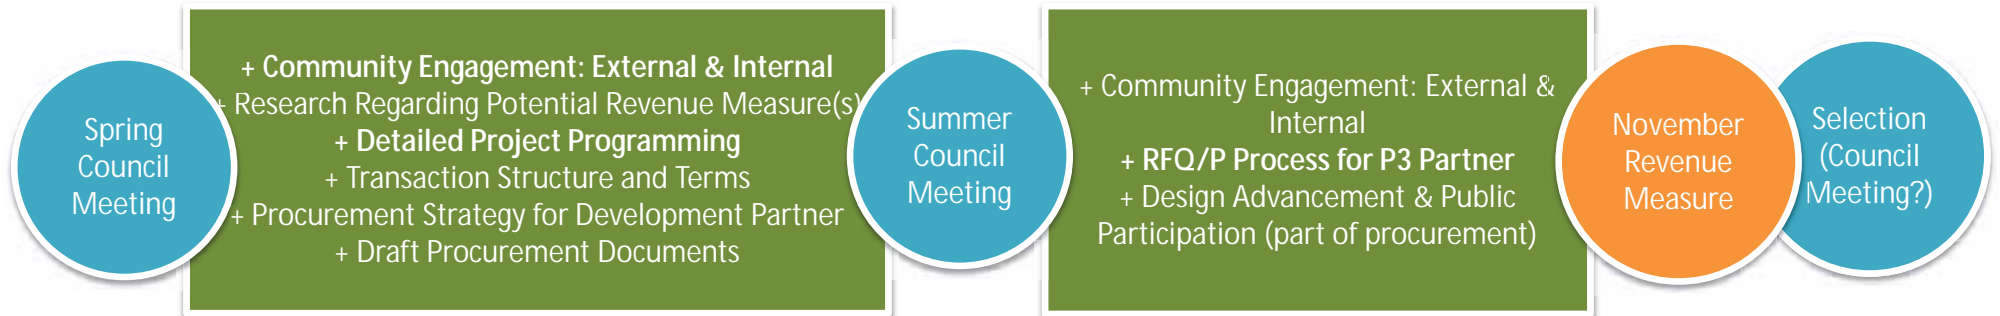 Spring
Council
Meeting
+ Community Engagement: External & Internal
+ Research Regarding Potential Revenue Measure(s)
+ Detailed Project Programming
+ Transaction Structure and Terms
+ Procurement Strategy for Development Partner
+ Draft Procurement Documents
Summer
Council
Meeting
+ Community Engagement: External &
Internal
+ RFQ/P Process for P3 Partner
+ Design Advancement & Public
Participation (part of procurement)
November
Revenue
Measure
Selection
(Council
Meeting?)